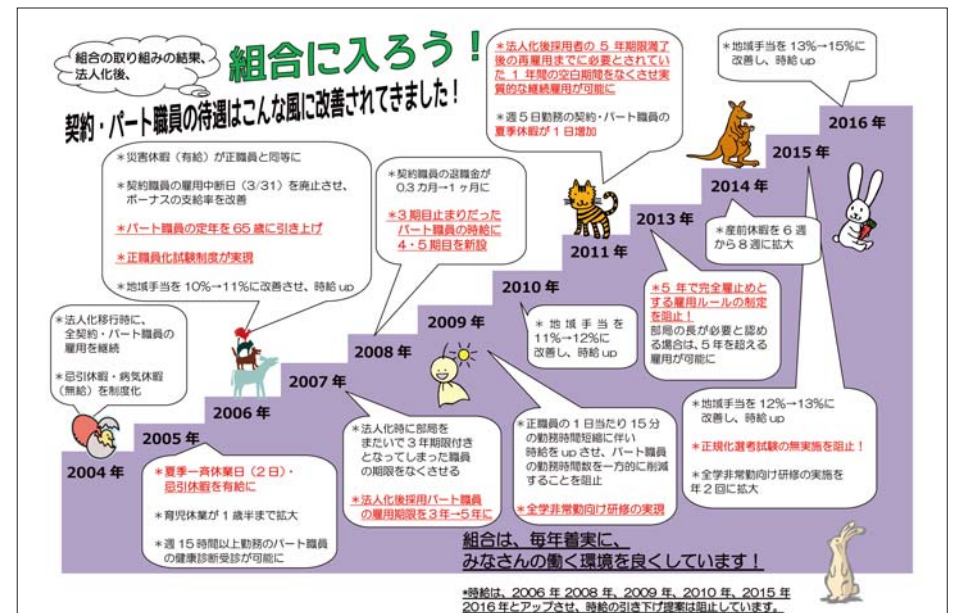 組合の取り組みの結果、
法人化後、
組合に入ろう！
契約・パート職員の待遇はこんな風に改善されてきました！
＊法人化移行時に、
全契約・パート職員の
雇用を継続
＊忌引休暇・病気休暇
（無給）を制度化
2004 年
2005 年
＊夏季一斉休業日（2 日）・
忌引休暇を有給に
＊育児休業が 1 歳半まで拡大
＊週 15 時間以上勤務のパート職員
の健康診断受診が可能に
2006 年
＊災害休暇（有給）が正職員と同等に
＊契約職員の雇用中断日（3/31）を廃止させ、
ボーナスの支給率を改善
＊パート職員の定年を 65 歳に引き上げ
＊正職員化試験制度が実現
＊地域手当を 10%→11%に改善させ、時給 up
2007 年
＊法人化時に部局を
またいで 3 年期限付き
となってしまった職員
の期限をなくさせる
＊法人化後採用パート職員
の雇用期限を 3 年→5 年に
2008 年
＊契約職員の退職金が
0.3 カ月→1 ヶ月に
＊3 期目止まりだった
パート職員の時給に
4・5 期目を新設
2009 年
＊正職員の 1 日当たり 15 分
の勤務時間短縮に伴い
時給を up させ、パート職員
の勤務時間数を一方的に削減
することを阻止
＊全学非常勤向け研修の実現
2010 年
＊地域手当を
11%→12%に
改善し、時給 up
2011 年
＊法人化後採用者の 5 年期限満了
後の再雇用までに必要とされてい
た 1 年間の空白期間をなくさせ実
質的な継続雇用が可能に
＊週 5 日勤務の契約・パート職員の
夏季休暇が 1 日増加
2013 年
＊5 年で完全雇止めと
する雇用ルールの制定
を阻止！
部局の長が必要と認め
る場合は、5 年を超える
雇用が可能に
2014 年
＊産前休暇を 6 週
から 8 週に拡大
2015 年
＊地域手当を 12%→13%に
改善し、時給 up
＊正規化選考試験の無実施を阻止！
＊全学非常勤向け研修の実施を
年 2 回に拡大
2016 年
＊地域手当を 13%→15%に
改善し、時給 up
組合は、毎年着実に、
みなさんの働く環境を良くしています！
*時給は、2006 年 2008 年、2009 年、2010 年、2015 年
2016 年とアップさせ、時給の引き下げ提案は阻止しています。